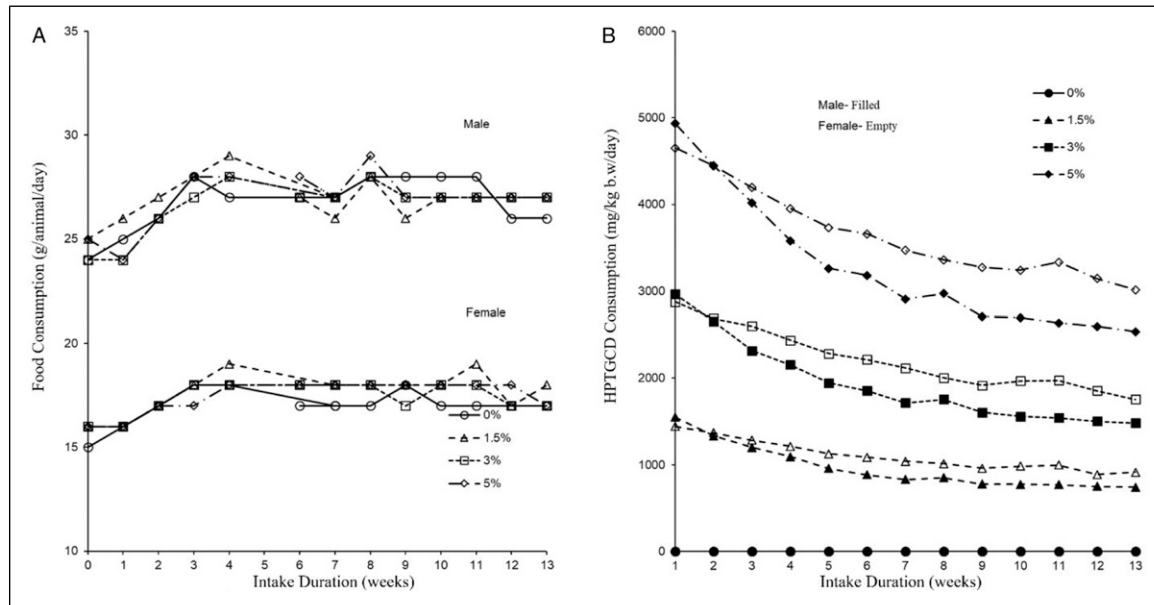 A
35
30
25
20
15
10
Food Consumption (g/animal/day)
Male
Female
0%
1.5%
3%
5%
0 1 2 3 4 5 6 7 8 9 10 11 12 13
Intake Duration (weeks)
B
6000
5000
4000
3000
2000
1000
0
HPTGCD Consumption (mg/kg b.w/day)
Male- Filled
Female- Empty
0%
1.5%
3%
5%
1 2 3 4 5 6 7 8 9 10 11 12 13
Intake Duration (weeks)